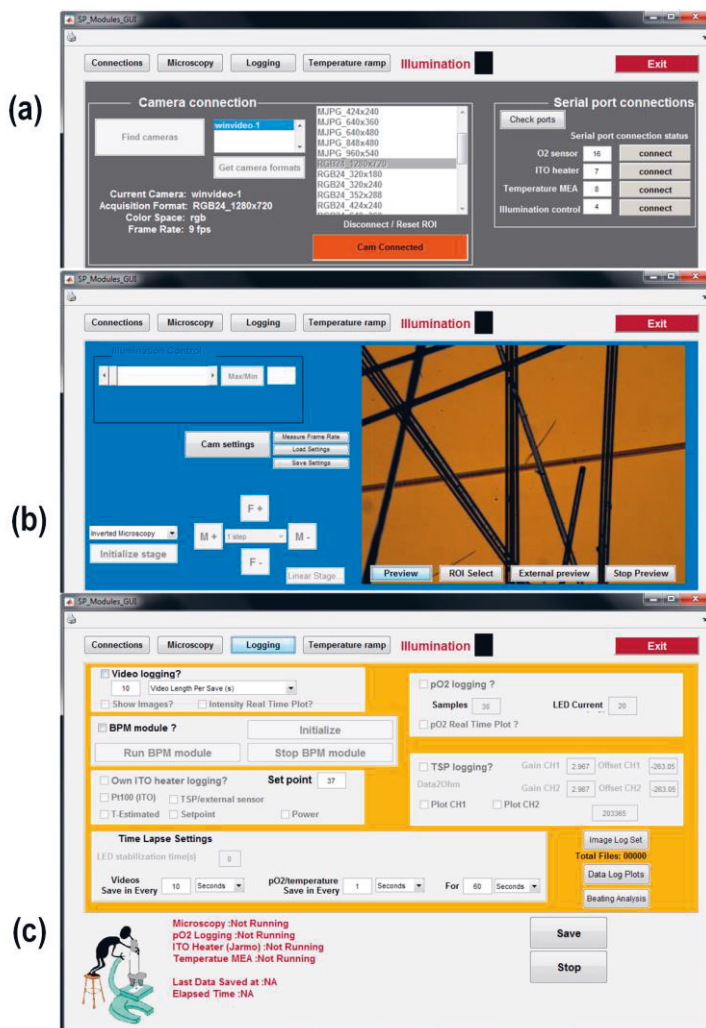 (a)
SP_Modules_GUI
Connections Microscopy Logging Temperature ramp Illumination Exit
Camera connection
Find cameras
winvideo-1
Get camera formats
MJPG_424x240
MJPG_640x360
MJPG_640x480
MJPG_848x480
MJPG_960x540
RGB24_1280x720
RGB24_320x180
RGB24_320x240
RGB24_352x288
RGB24_424x240
Current Camera: winvideo-1
Acquisition Format: RGB24_1280x720
Color Space: rgb
Frame Rate: 9 fps
Disconnect / Reset ROI
Cam Connected
Serial port connections
Check ports
Serial port connection status
O2 sensor 16 connect
ITO heater 7 connect
Temperature MEA 8 connect
Illumination control 4 connect
(b)
SP_Modules_GUI
Connections Microscopy Logging Temperature ramp Illumination Exit
Illumination Control
Max/Min
Cam settings
Measure Frame Rate
Load Settings
Save Settings
Inverted Microscopy
Initialize stage
F +
M + 1 step M -
F -
Linear Stage...
Preview ROI Select External preview Stop Preview
(c)
SP_Modules_GUI
Connections Microscopy Logging Temperature ramp Illumination Exit
Video logging?
10 Video Length Per Save (s)
Show Images? Intensity Real Time Plot?
BPM module ? Initialize
Run BPM module Stop BPM module
Own ITO heater logging? Set point 37
Pt100 (ITO) TSP/external sensor
T-Estimated Setpoint Power
pO2 logging ?
Samples 30 LED Current 20
pO2 Real Time Plot ?
TSP logging? Gain CH1 2.967 Offset CH1 -263.05
Data2Ohm Gain CH2 2.967 Offset CH2 -263.05
Plot CH1 Plot CH2
203365
Time Lapse Settings
LED stabilization time(s) 0
Videos
Save in Every 10 Seconds
pO2/temperature
Save in Every 1 Seconds
For 60 Seconds
Image Log Set
Total Files: 00000
Data Log Plots
Beating Analysis
Microscopy :Not Running
pO2 Logging :Not Running
ITO Heater (Jarmo) :Not Running
Temperatue MEA :Not Running
Last Data Saved at :NA
Elapsed Time :NA
Save
Stop